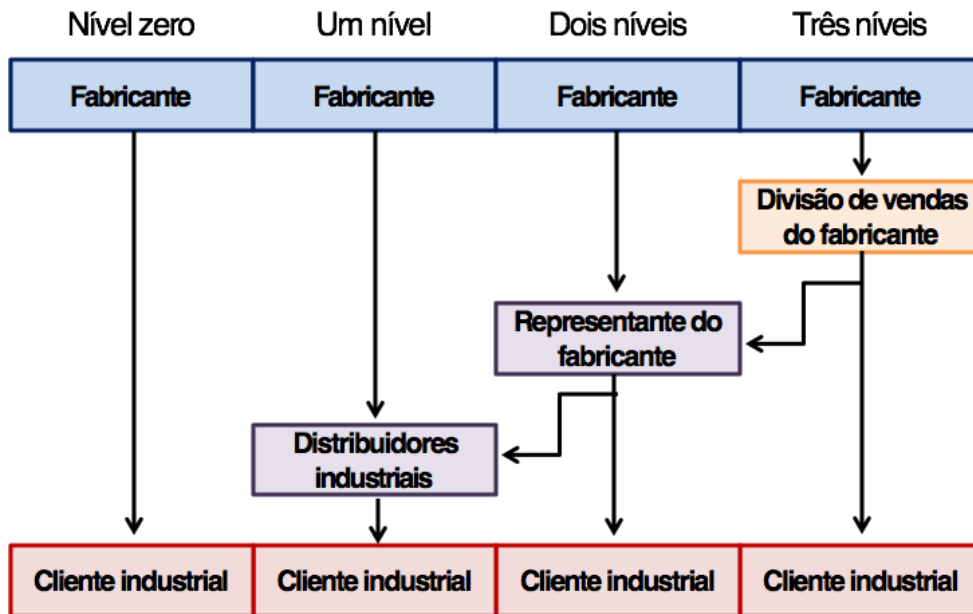 Nível zero Um nível Dois níveis Três níveis
Fabricante Fabricante Fabricante Fabricante
Divisão de vendas
do fabricante
Representante do
fabricante
Distribuidores
industriais
Cliente industrial Cliente industrial Cliente industrial Cliente industrial